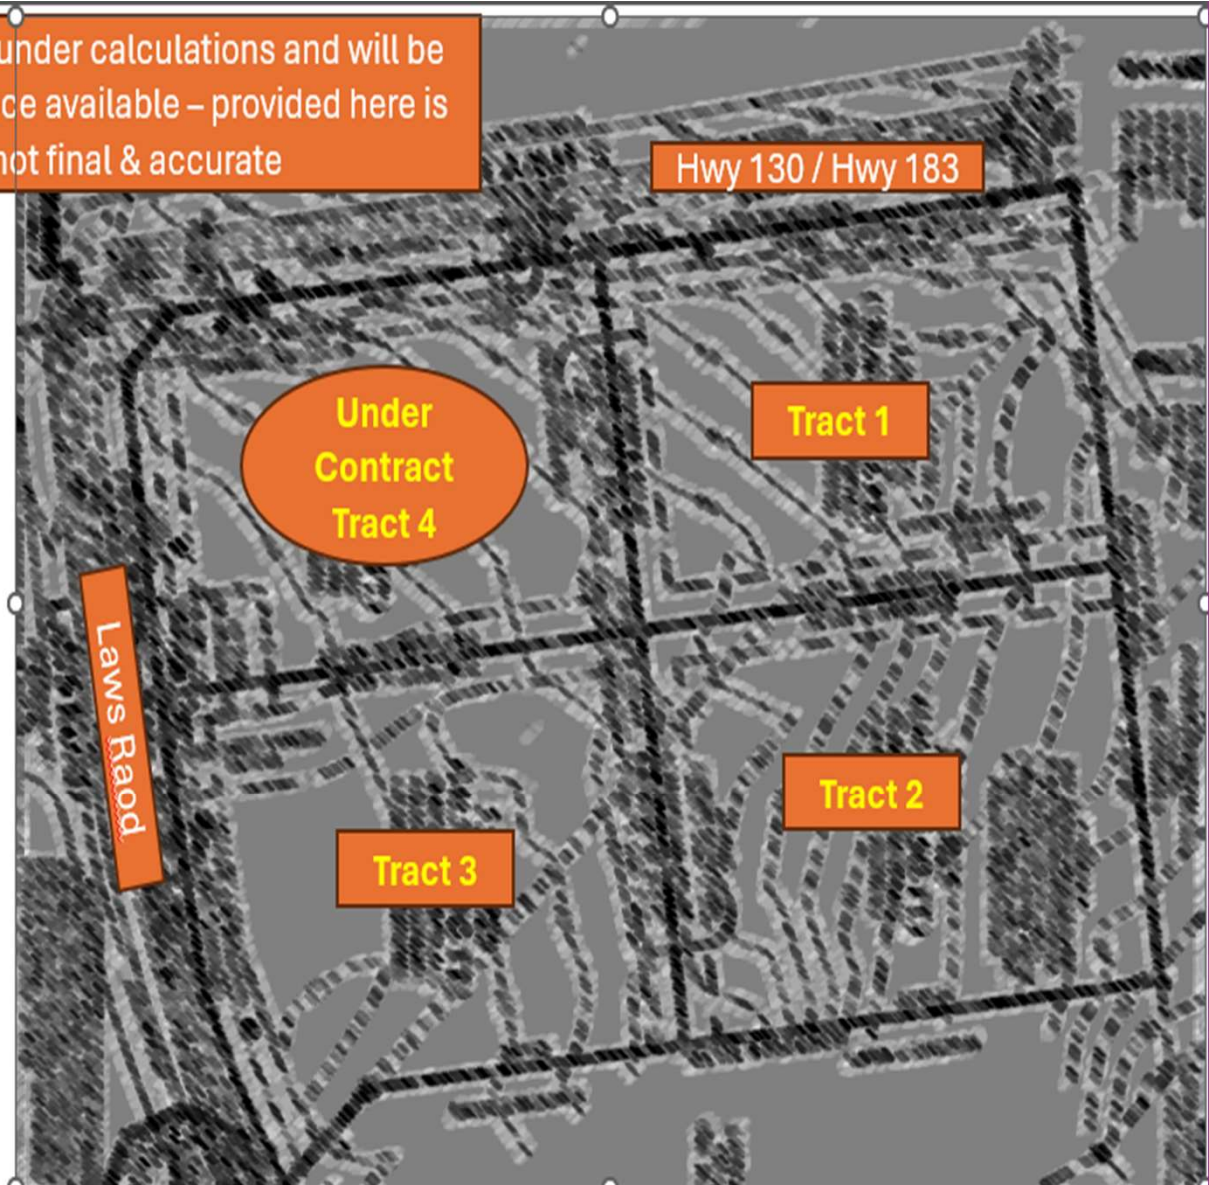 under calculations and will be
ce available – provided here is
not final & accurate
Hwy 130 / Hwy 183
Under
Contract
Tract 4
Tract 1
Laws Raod
Tract 2
Tract 3